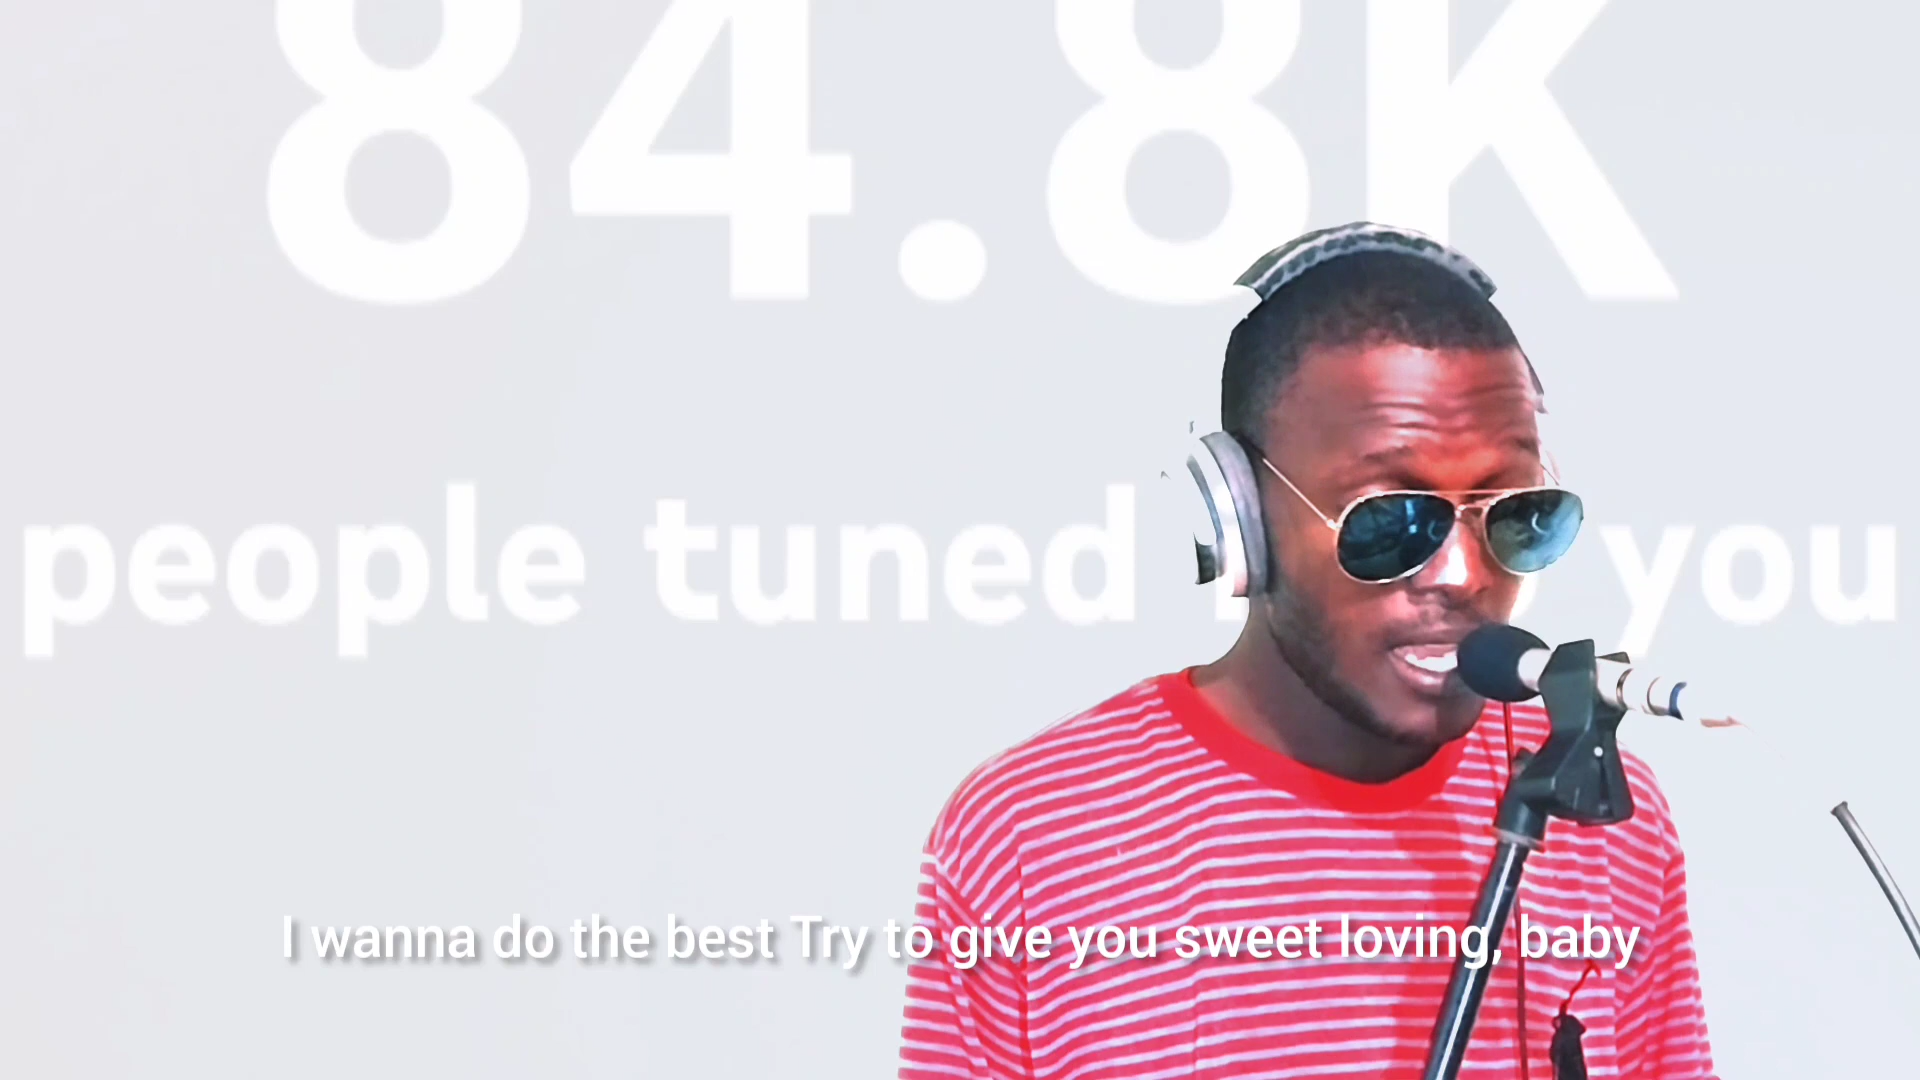 84.8K
people tuned you
I wanna do the best Try to give you sweet loving, baby